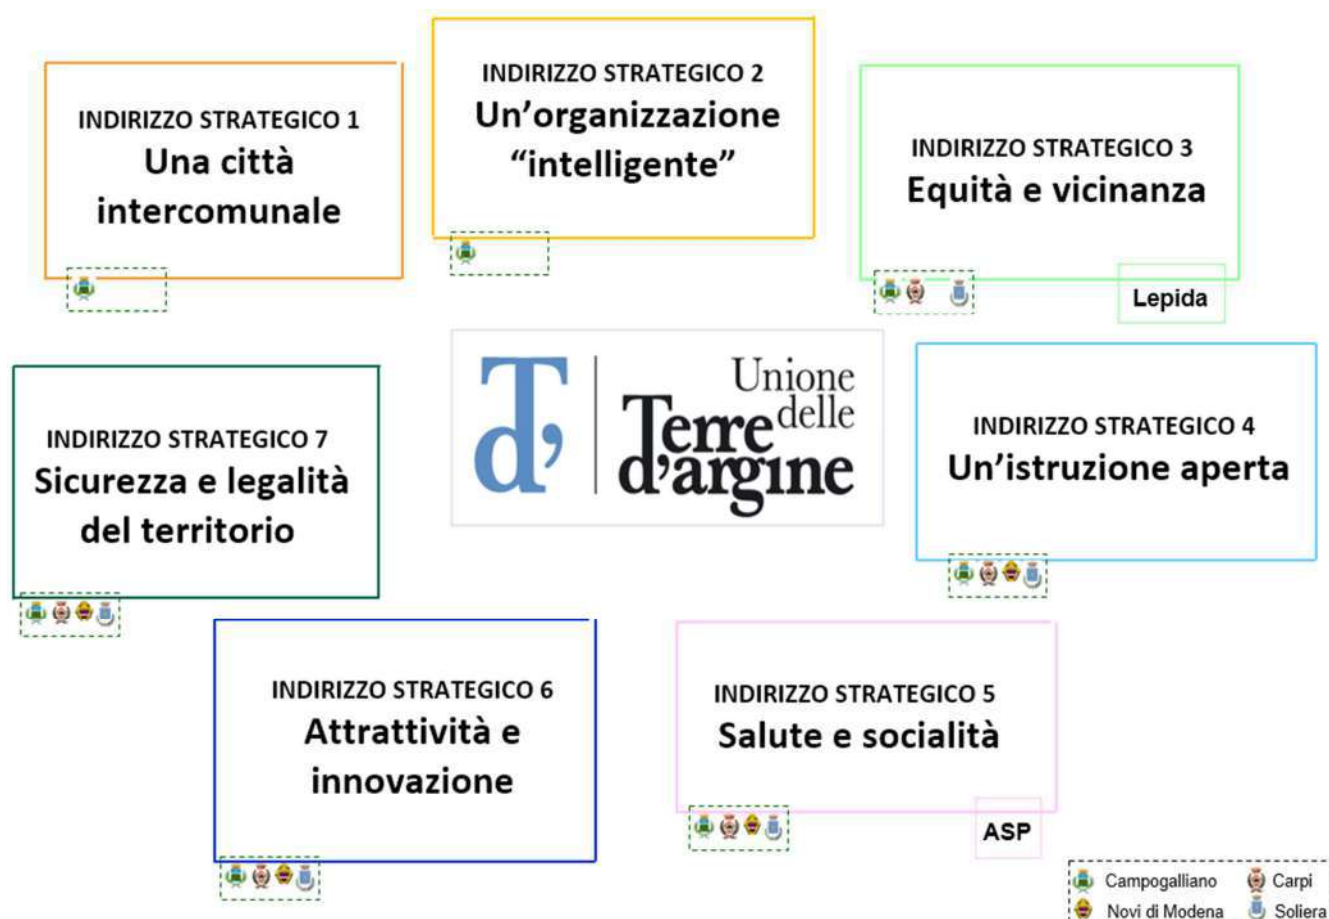 INDIRIZZO STRATEGICO 1
Una città
intercomunale
INDIRIZZO STRATEGICO 2
Un’organizzazione
“intelligente”
INDIRIZZO STRATEGICO 3
Equità e vicinanza
Lepida
INDIRIZZO STRATEGICO 7
Sicurezza e legalità
del territorio
Td’
Unione
delle
Terre
d’argine
INDIRIZZO STRATEGICO 4
Un’istruzione aperta
INDIRIZZO STRATEGICO 6
Attrattività e
innovazione
INDIRIZZO STRATEGICO 5
Salute e socialità
ASP
Campogalliano
Carpi
Novi di Modena
Soliera